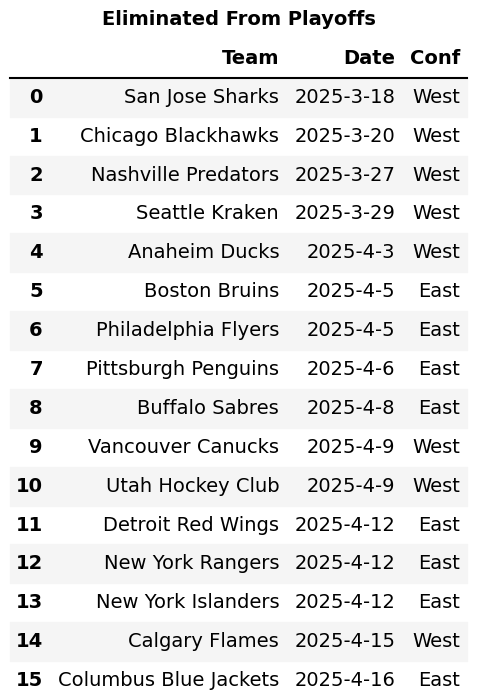 Eliminated From Playoffs
Team Date Conf
0 San Jose Sharks 2025-3-18 West
1 Chicago Blackhawks 2025-3-20 West
2 Nashville Predators 2025-3-27 West
3 Seattle Kraken 2025-3-29 West
4 Anaheim Ducks 2025-4-3 West
5 Boston Bruins 2025-4-5 East
6 Philadelphia Flyers 2025-4-5 East
7 Pittsburgh Penguins 2025-4-6 East
8 Buffalo Sabres 2025-4-8 East
9 Vancouver Canucks 2025-4-9 West
10 Utah Hockey Club 2025-4-9 West
11 Detroit Red Wings 2025-4-12 East
12 New York Rangers 2025-4-12 East
13 New York Islanders 2025-4-12 East
14 Calgary Flames 2025-4-15 West
15 Columbus Blue Jackets 2025-4-16 East